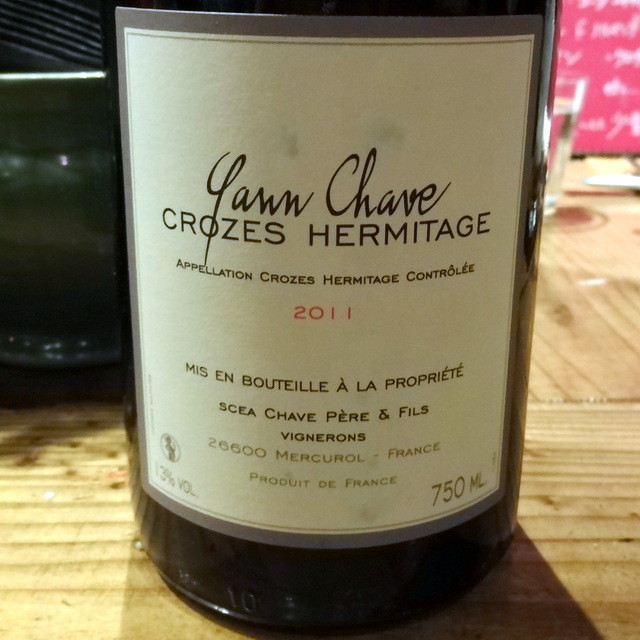 Yann Chave
CROZES HERMITAGE
APPELLATION CROZES HERMITAGE CONTRÔLÉE
2011
MIS EN BOUTEILLE À LA PROPRIÉTÉ
SCEA CHAVE PÈRE & FILS
VIGNERONS
26600 MERCUROL - FRANCE
13% VOL.
PRODUIT DE FRANCE
750 ML.